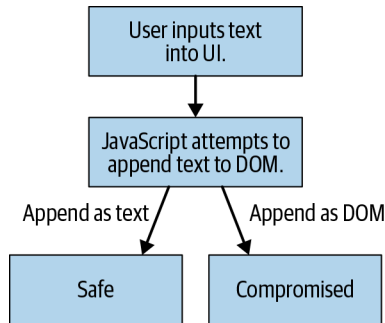 User inputs text
into UI.
JavaScript attempts to
append text to DOM.
Append as text
Append as DOM
Safe
Compromised